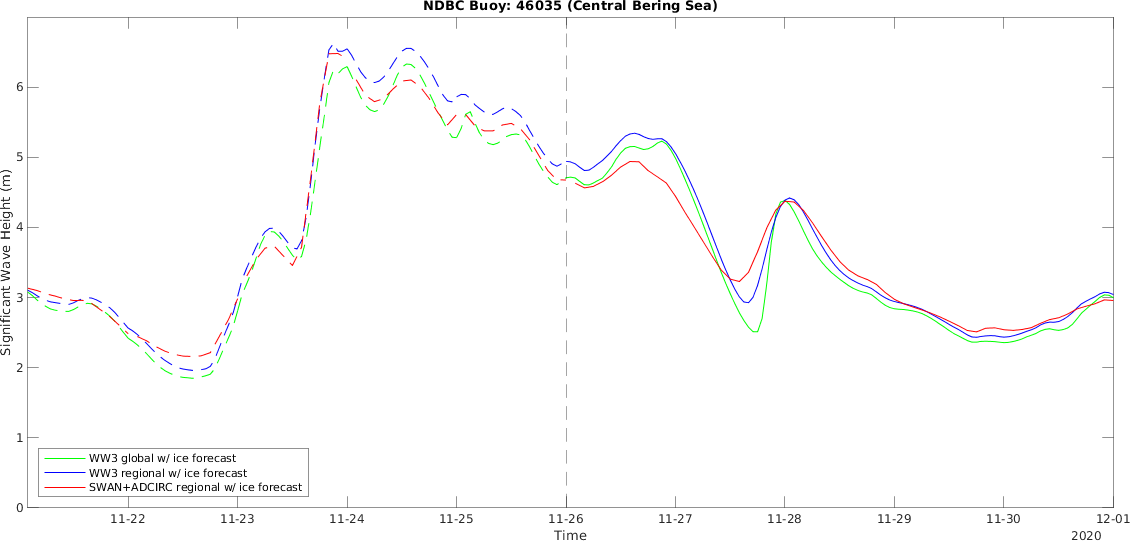 NDBC Buoy: 46035 (Central Bering Sea)
Significant Wave Height (m)
6
5
4
3
2
1
0
WW3 global w/ ice forecast
WW3 regional w/ ice forecast
SWAN+ADCIRC regional w/ ice forecast
11-22 11-23 11-24 11-25 11-26 11-27 11-28 11-29 11-30 12-01
Time
2020